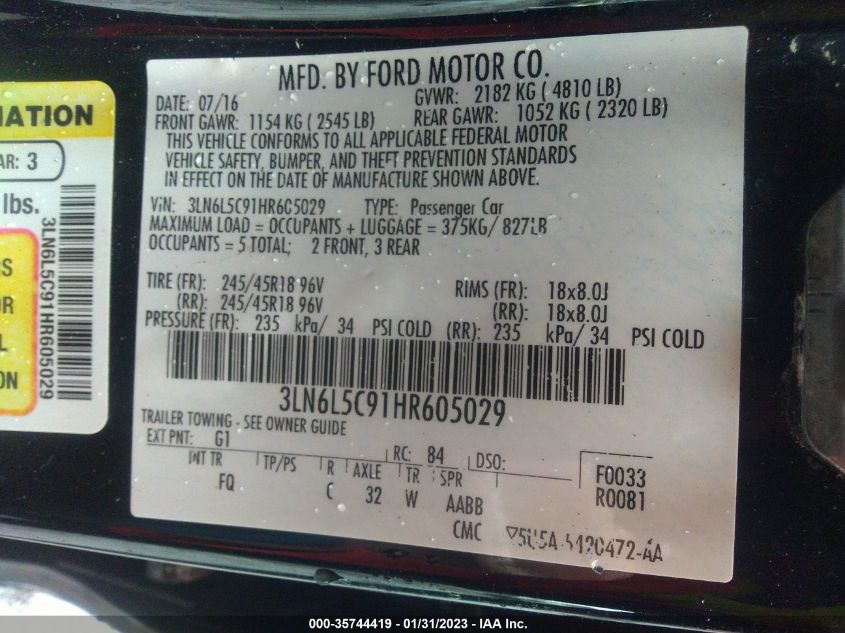 MFD. BY FORD MOTOR CO.
DATE: 07/16 GVWR: 2182 KG ( 4810 LB)
FRONT GAWR: 1154 KG ( 2545 LB) REAR GAWR: 1052 KG ( 2320 LB)
THIS VEHICLE CONFORMS TO ALL APPLICABLE FEDERAL MOTOR
VEHICLE SAFETY, BUMPER, AND THEFT PREVENTION STANDARDS
IN EFFECT ON THE DATE OF MANUFACTURE SHOWN ABOVE.
VIN: 3LN6L5C91HR605029 TYPE: Passenger Car
MAXIMUM LOAD = OCCUPANTS + LUGGAGE = 375KG/ 827LB
OCCUPANTS = 5 TOTAL; 2 FRONT, 3 REAR
TIRE (FR): 245/45R18 96V RIMS (FR): 18x8.0J
(RR): 245/45R18 96V (RR): 18x8.0J
PRESSURE (FR): 235 kPa/ 34 PSI COLD (RR): 235 kPa/ 34 PSI COLD
3LN6L5C91HR605029
TRAILER TOWING - SEE OWNER GUIDE
EXT PNT: G1 RC: 84 DSO: F0033
INT TR TP/PS R AXLE TR SPR R0081
FQ C 32 W AABB
CMC
MATION
AR: 3
lbs.
RS
OR
L
ON
3LN6L5C91HR605029
000-35744419 - 01/31/2023 - IAA Inc.